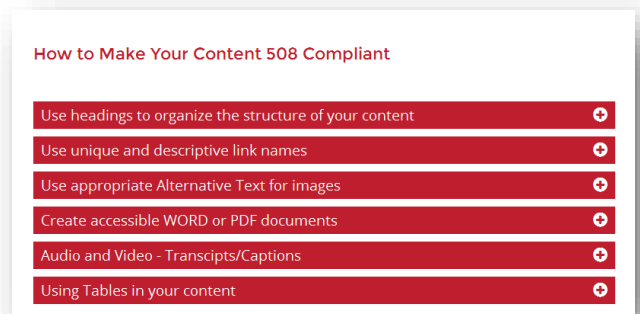 How to Make Your Content 508 Compliant
Use headings to organize the structure of your content
Use unique and descriptive link names
Use appropriate Alternative Text for images
Create accessible WORD or PDF documents
Audio and Video - Transcipts/Captions
Using Tables in your content